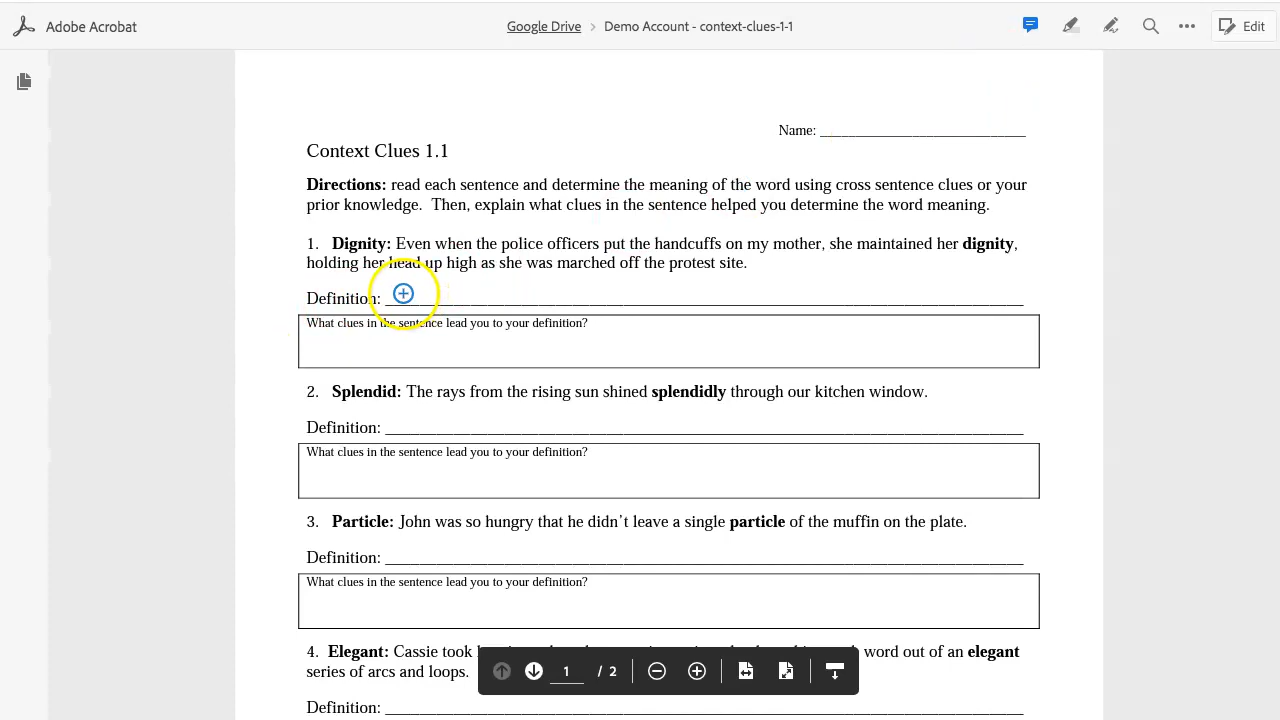 Adobe Acrobat
Google Drive > Demo Account - context-clues-1-1
Edit
Name: ____________________________
Context Clues 1.1
Directions: read each sentence and determine the meaning of the word using cross sentence clues or your
prior knowledge. Then, explain what clues in the sentence helped you determine the word meaning.
1. Dignity: Even when the police officers put the handcuffs on my mother, she maintained her dignity,
holding her head up high as she was marched off the protest site.
Definition: ____________________________
What clues in the sentence lead you to your definition?
2. Splendid: The rays from the rising sun shined splendidly through our kitchen window.
Definition: ____________________________
What clues in the sentence lead you to your definition?
3. Particle: John was so hungry that he didn't leave a single particle of the muffin on the plate.
Definition: ____________________________
What clues in the sentence lead you to your definition?
4. Elegant: Cassie took word out of an elegant
series of arcs and loops.
1 / 2
Definition: ____________________________